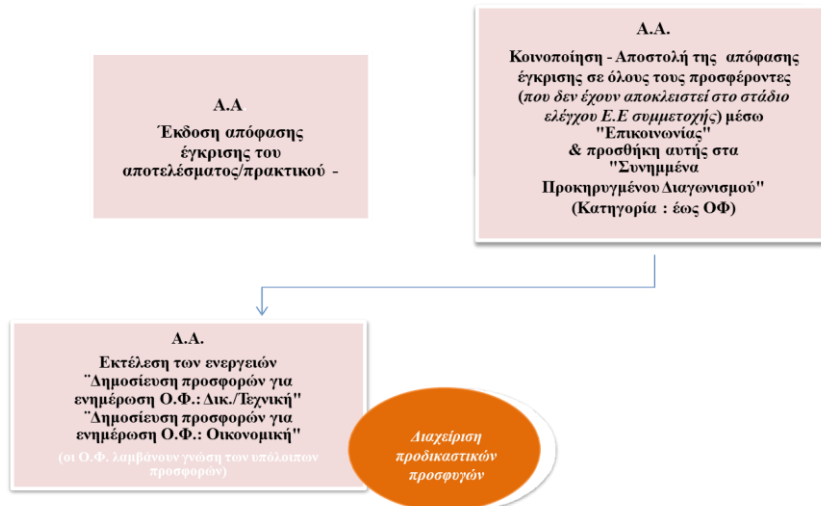 Α.Α
Έκδοση απόφασης
έγκρισης του
αποτελέσματος/πρακτικού -
Α.Α.
Κοινοποίηση - Αποστολή της απόφασης
έγκρισης σε όλους τους προσφέροντες
(που δεν έχουν αποκλειστεί στο στάδιο
ελέγχου Ε.Ε συμμετοχής) μέσω
"Επικοινωνίας"
& προσθήκη αυτής στα
"Συνημμένα
Προκηρυγμένου Διαγωνισμού"
(Κατηγορία : έως ΟΦ)
Α.Α.
Εκτέλεση των ενεργειών
¨Δημοσίευση προσφορών για
ενημέρωση Ο.Φ.: Δικ./Τεχνική"
¨Δημοσίευση προσφορών για
ενημέρωση Ο.Φ.: Οικονομική"
(οι Ο.Φ. λαμβάνουν γνώση των υπόλοιπων
προσφορών)
Διαχείριση
προδικαστικών
προσφυγών